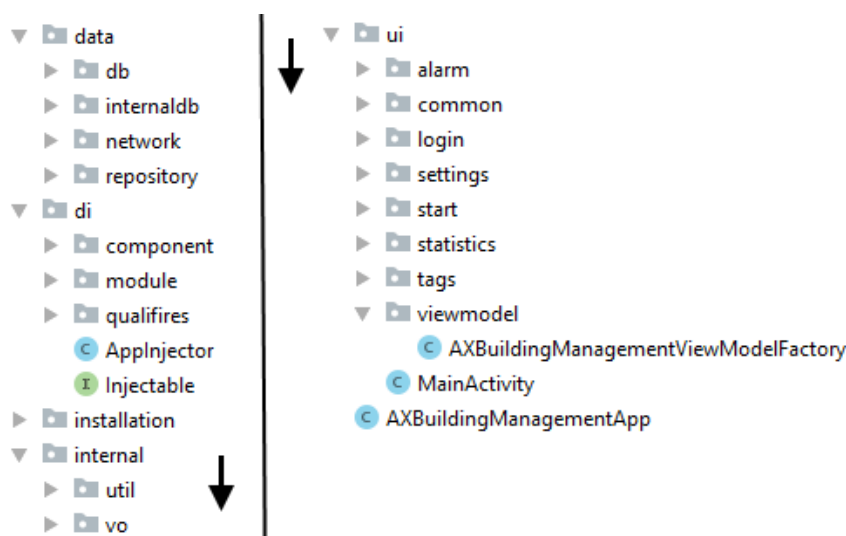 data
db
internaldb
network
repository
di
component
module
qualifires
C AppInjector
I Injectable
installation
internal
util
vo
ui
alarm
common
login
settings
start
statistics
tags
viewmodel
C AXBuildingManagementViewModelFactory
C MainActivity
C AXBuildingManagementApp